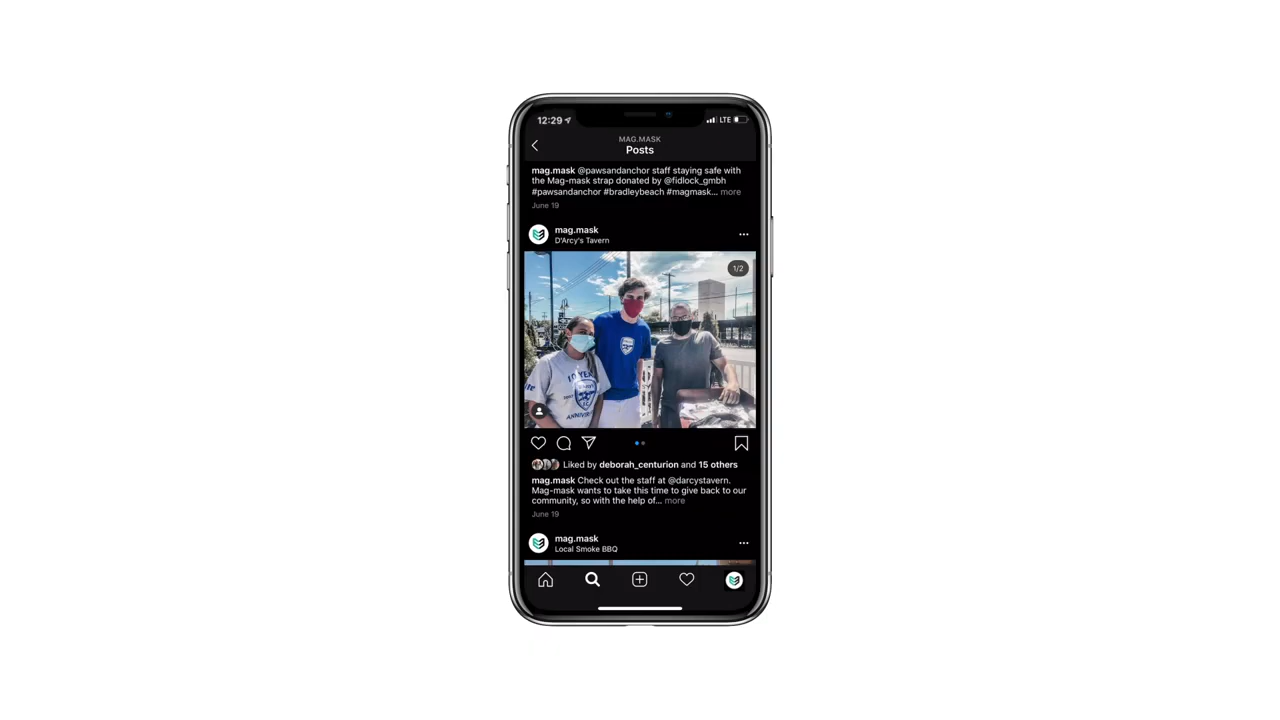 12:29
LTE
MAG.MASK
Posts
mag.mask @pawsandanchor staff staying safe with
the Mag-mask strap donated by @fidlock_gmbh
#pawsandanchor #bradleybeach #magmask... more
June 19
mag.mask
D'Arcy's Tavern
1/2
10 YEAR
ANNIVERS
Liked by deborah_centurion and 15 others
mag.mask Check out the staff at @darcystavern.
Mag-mask wants to take this time to give back to our
community, so with the help of... more
June 19
mag.mask
Local Smoke BBQ